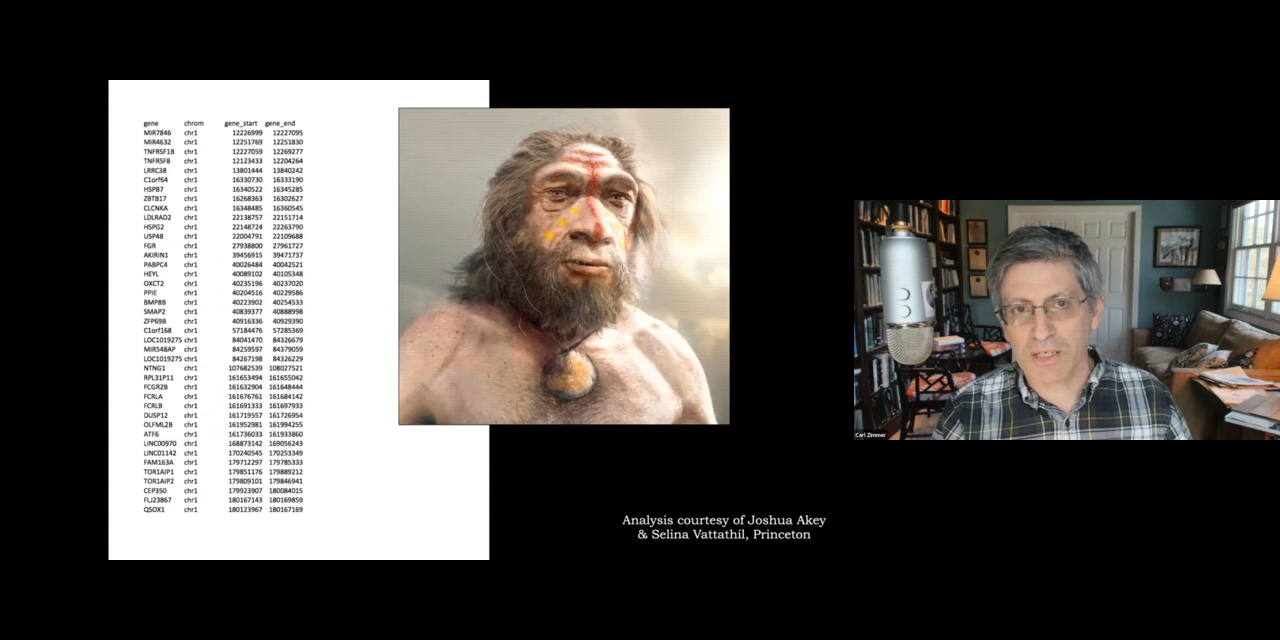 gene chrom gene_start gene_end
MIR7846 chr1 12226999 12227095
MIR4632 chr1 12251769 12251830
TNFRSF1B chr1 12227059 12269277
TNFRSF8 chr1 12123433 12204264
LRRC38 chr1 13801444 13840242
C1orf64 chr1 16330730 16333190
HSPB7 chr1 16340522 16345285
ZBTB17 chr1 16268363 16302627
CLCNKA chr1 16348485 16360545
LDLRAD2 chr1 22138757 22151714
HSPG2 chr1 22148724 22263790
USP48 chr1 22004791 22109688
FGR chr1 27938800 27961727
AKIRIN1 chr1 39456915 39471737
PABPC4 chr1 40026484 40042521
HEYL chr1 40089102 40105348
OXCT2 chr1 40235196 40237020
PPIE chr1 40204516 40229586
BMP8B chr1 40223902 40254533
SMAP2 chr1 40839377 40888998
ZFP69B chr1 40916336 40929390
C1orf168 chr1 57184476 57285369
LOC1019275 chr1 84041470 84326679
MIR548AP chr1 84259597 84379059
LOC1019275 chr1 84267198 84326229
NTNG1 chr1 107682539 108027521
RPL31P11 chr1 161653494 161655042
FCGR2B chr1 161632904 161648444
FCRLA chr1 161676761 161684142
FCRLB chr1 161691333 161697933
DUSP12 chr1 161719557 161726954
OLFML2B chr1 161952981 161994255
ATF6 chr1 161736033 161933860
LINC00970 chr1 168873142 169056243
LINC01142 chr1 170240545 170253349
FAM163A chr1 179712297 179785333
TOR1AIP1 chr1 179851176 179889212
TOR1AIP2 chr1 179809101 179846941
CEP350 chr1 179923907 180084015
FLJ23867 chr1 180167143 180169859
QSOX1 chr1 180123967 180167169
Carl Zimmer
Analysis courtesy of Joshua Akey
& Selina Vattathil, Princeton